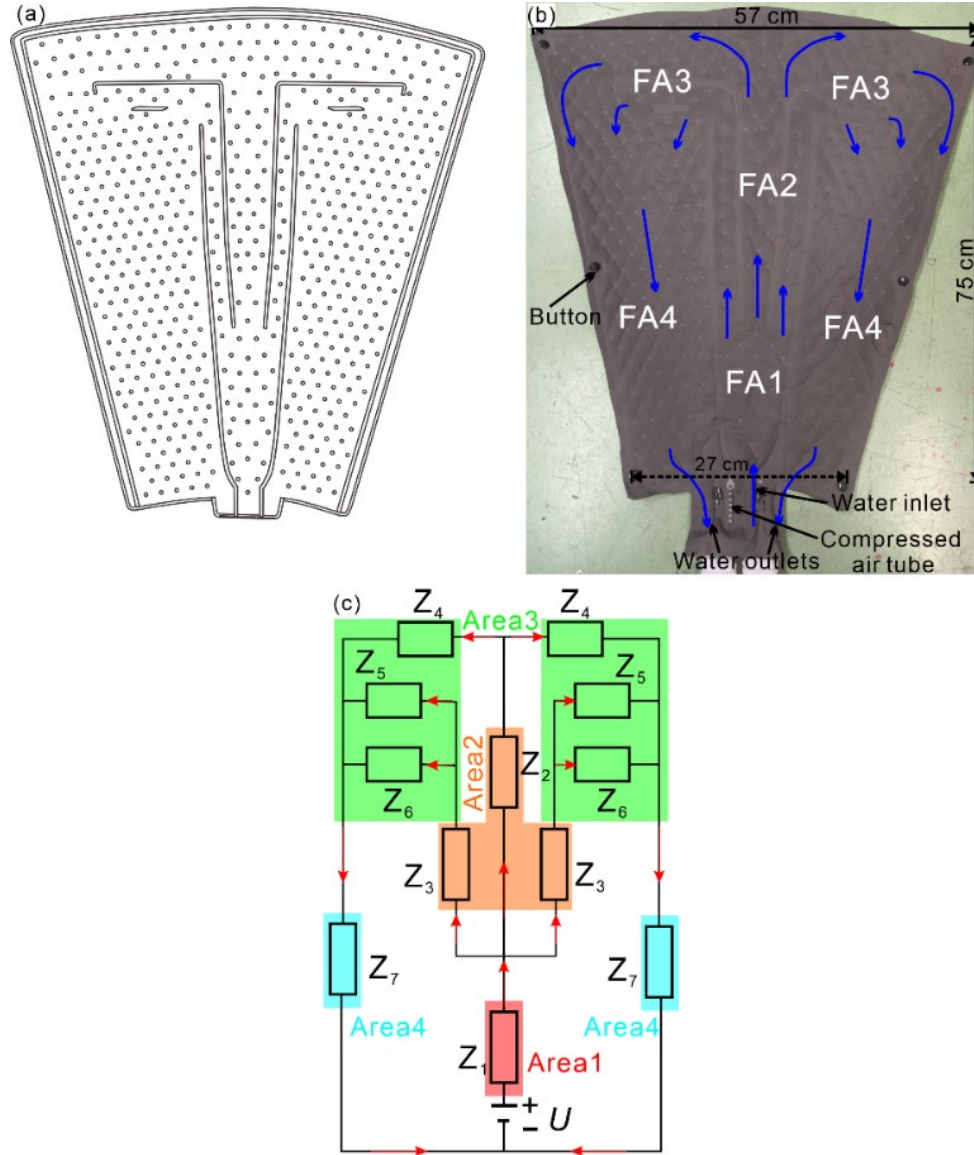 (a)
(b)
57 cm
FA3
FA3
FA2
75 cm
Button
FA4
FA4
FA1
27 cm
Water inlet
Compressed
air tube
Water outlets
(c)
Z4
Area3
Z4
Z5
Z5
Area2
Z2
Z6
Z6
Z3
Z3
Z7
Z7
Area4
Area4
Z1
Area1
+
−
U